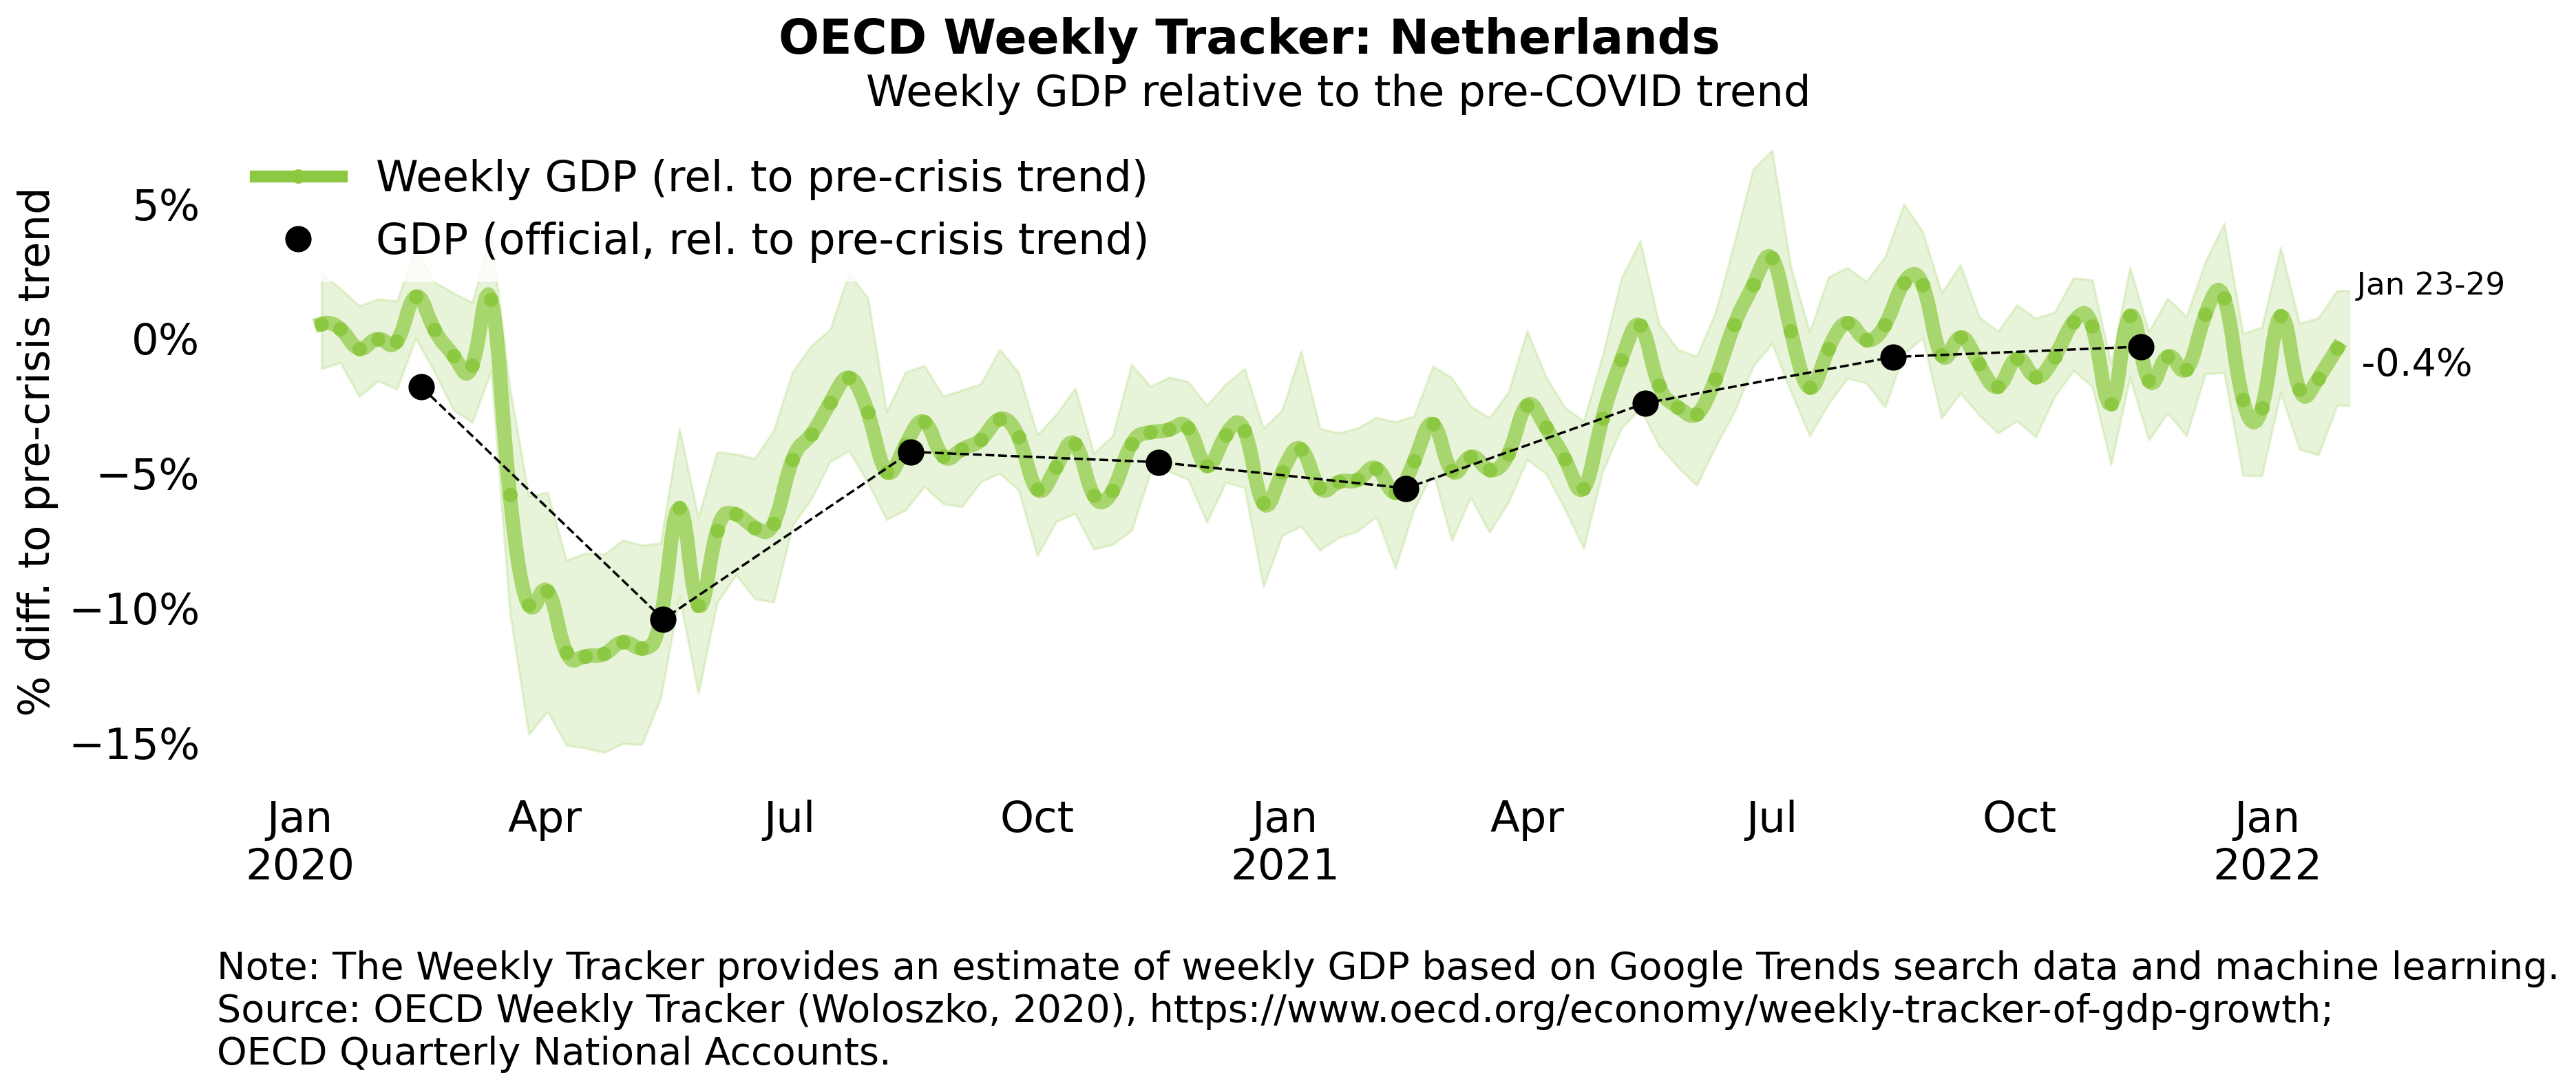 OECD Weekly Tracker: Netherlands
Weekly GDP relative to the pre-COVID trend
Weekly GDP (rel. to pre-crisis trend)
GDP (official, rel. to pre-crisis trend)
% diff. to pre-crisis trend
5%
0%
−5%
−10%
−15%
Jan 23-29
-0.4%
Jan Apr Jul Oct Jan Apr Jul Oct Jan
2020 2021 2022
Note: The Weekly Tracker provides an estimate of weekly GDP based on Google Trends search data and machine learning.
Source: OECD Weekly Tracker (Woloszko, 2020), https://www.oecd.org/economy/weekly-tracker-of-gdp-growth;
OECD Quarterly National Accounts.